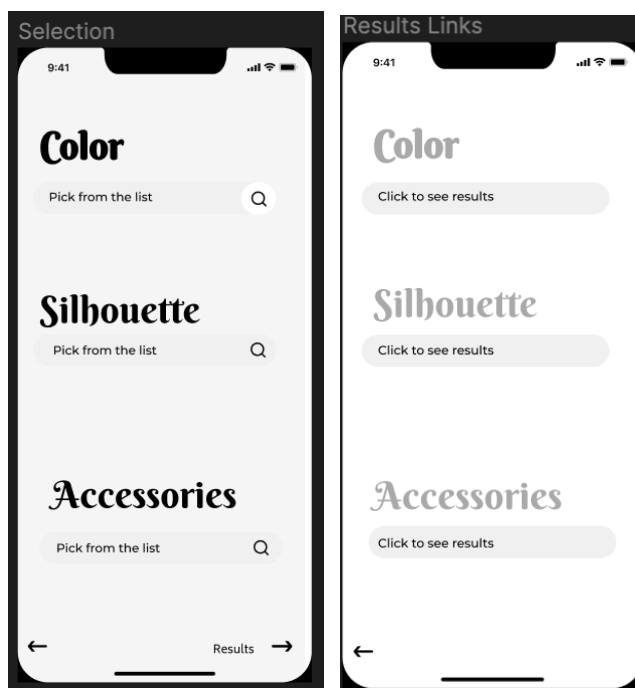 Selection
9:41
Color
Pick from the list
Silhouette
Pick from the list
Accessories
Pick from the list
Results
Results Links
9:41
Color
Click to see results
Silhouette
Click to see results
Accessories
Click to see results